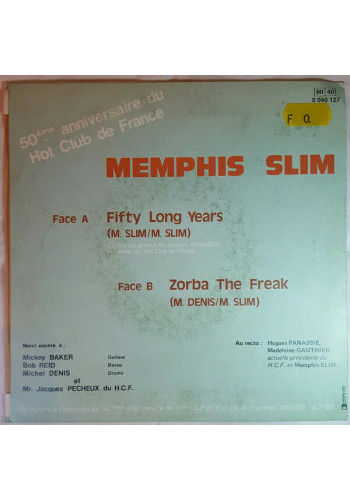 MI 40
S 040 127
F 0.
50ème anniversaire du
Hot Club de France
MEMPHIS SLIM
Face A Fifty Long Years
(M. SLIM/M. SLIM)
Face B Zorba The Freak
(M. DENIS/M. SLIM)
Merci encore à :
Mickey BAKER Guitare
Bob REID Basse
Michel DENIS Drums
et
Mr. Jacques PECHEUX du H.C.F.
Au recto : Hugues PANASSIE,
Madeleine GAUTHIER
actuelle présidente du
H.C.F. et Memphis SLIM.